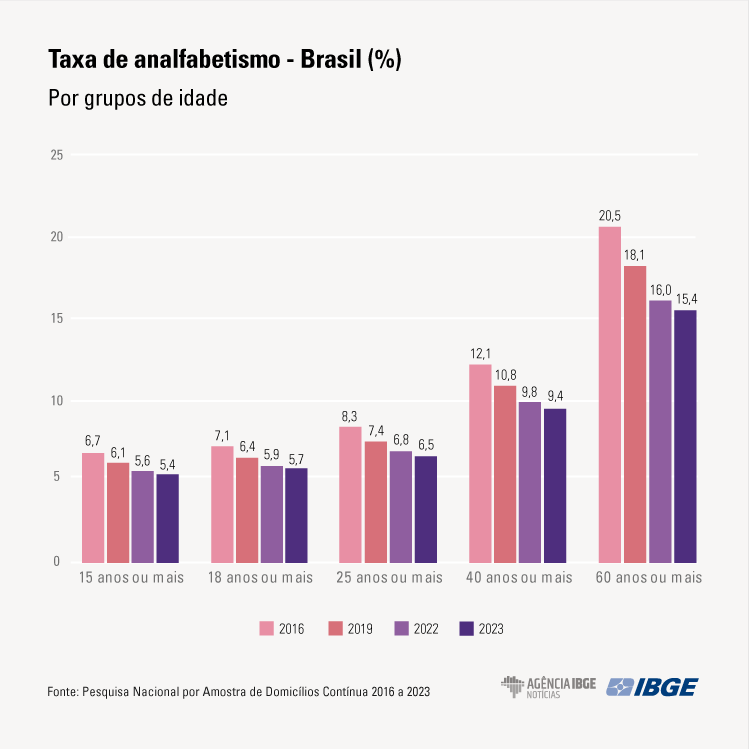 Taxa de analfabetismo - Brasil (%)
Por grupos de idade
25
20
15
10
5
0
6,7 6,1 5,6 5,4
7,1 6,4 5,9 5,7
8,3 7,4 6,8 6,5
12,1 10,8 9,8 9,4
20,5 18,1 16,0 15,4
15 anos ou mais 18 anos ou mais 25 anos ou mais 40 anos ou mais 60 anos ou mais
2016 2019 2022 2023
Fonte: Pesquisa Nacional por Amostra de Domicílios Contínua 2016 a 2023
AGÊNCIA IBGE
NOTÍCIAS
IBGE